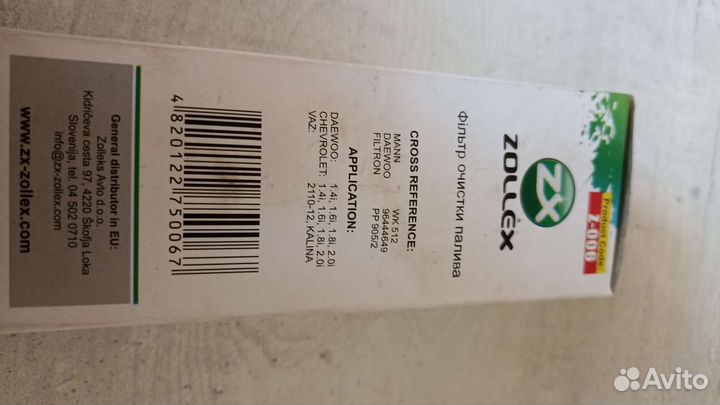 Product Code:
Z-006
ZX
ZOLLEX
Фільтр очистки палива
CROSS REFERENCE:
MANN WK 512
DAEWOO 96444649
FILTRON PP 905/2
APPLICATION:
DAEWOO: 1.4i, 1.6i, 1.8i, 2.0i
CHEVROLET: 1.4i, 1.6i, 1.8i, 2.0i
VAZ: 2110-12, KALINA
4820122750067
General distributor in EU:
Zolleks Avto d.o.o.
Kidričeva cesta 97, 4220 Škofja Loka
Slovenija, tel. 04 502 0710
info@zx-zollex.com
www.zx-zollex.com
Avito